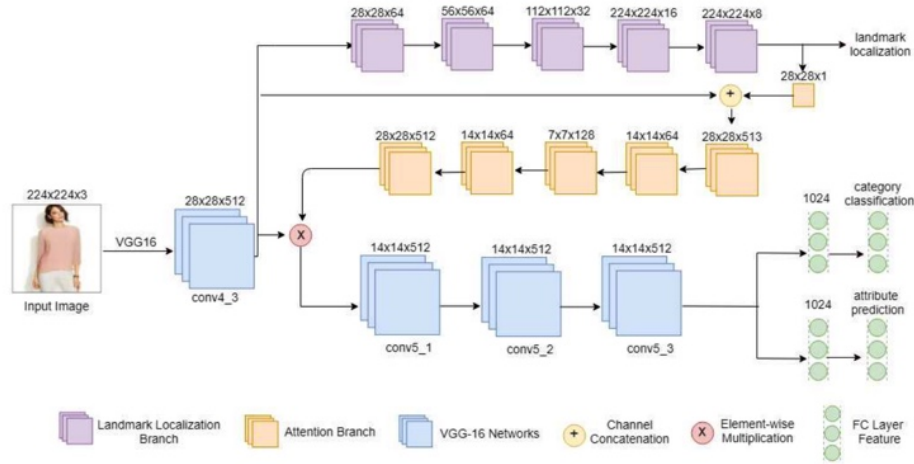 28x28x64
56x56x64
112x112x32
224x224x16
224x224x8
landmark
localization
28x28x1
+
28x28x512
14x14x64
7x7x128
14x14x64
28x28x513
224x224x3
28x28x512
VGG16
X
Input Image
conv4_3
14x14x512
14x14x512
14x14x512
conv5_1
conv5_2
conv5_3
1024
category
classification
1024
attribute
prediction
Landmark Localization
Branch
Attention Branch
VGG-16 Networks
+
Channel
Concatenation
X
Element-wise
Multiplication
FC Layer
Feature